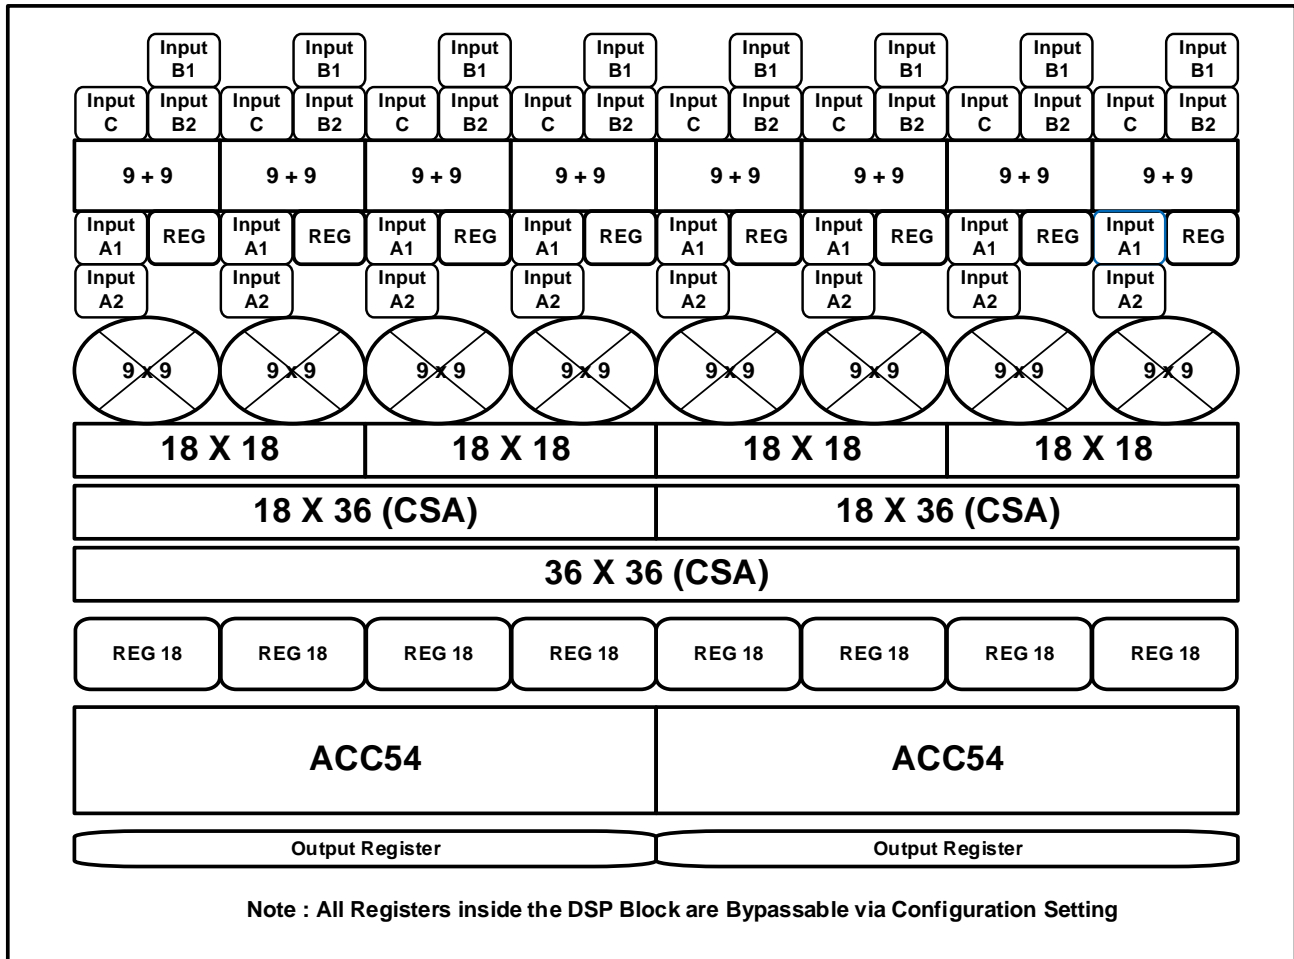 Input Input Input Input Input Input Input Input
B1 B1 B1 B1 B1 B1 B1 B1
Input Input Input Input Input Input Input Input Input Input Input Input Input Input Input Input
C B2 C B2 C B2 C B2 C B2 C B2 C B2 C B2
9 + 9 9 + 9 9 + 9 9 + 9 9 + 9 9 + 9 9 + 9 9 + 9
Input REG Input REG Input REG Input REG Input REG Input REG Input REG Input REG
A1 A1 A1 A1 A1 A1 A1 A1
Input Input Input Input Input Input Input Input
A2 A2 A2 A2 A2 A2 A2 A2
9 x 9 9 x 9 9 x 9 9 x 9 9 x 9 9 x 9 9 x 9 9 x 9
18 X 18 18 X 18 18 X 18 18 X 18
18 X 36 (CSA) 18 X 36 (CSA)
36 X 36 (CSA)
REG 18 REG 18 REG 18 REG 18 REG 18 REG 18 REG 18 REG 18
ACC54 ACC54
Output Register Output Register
Note : All Registers inside the DSP Block are Bypassable via Configuration Setting